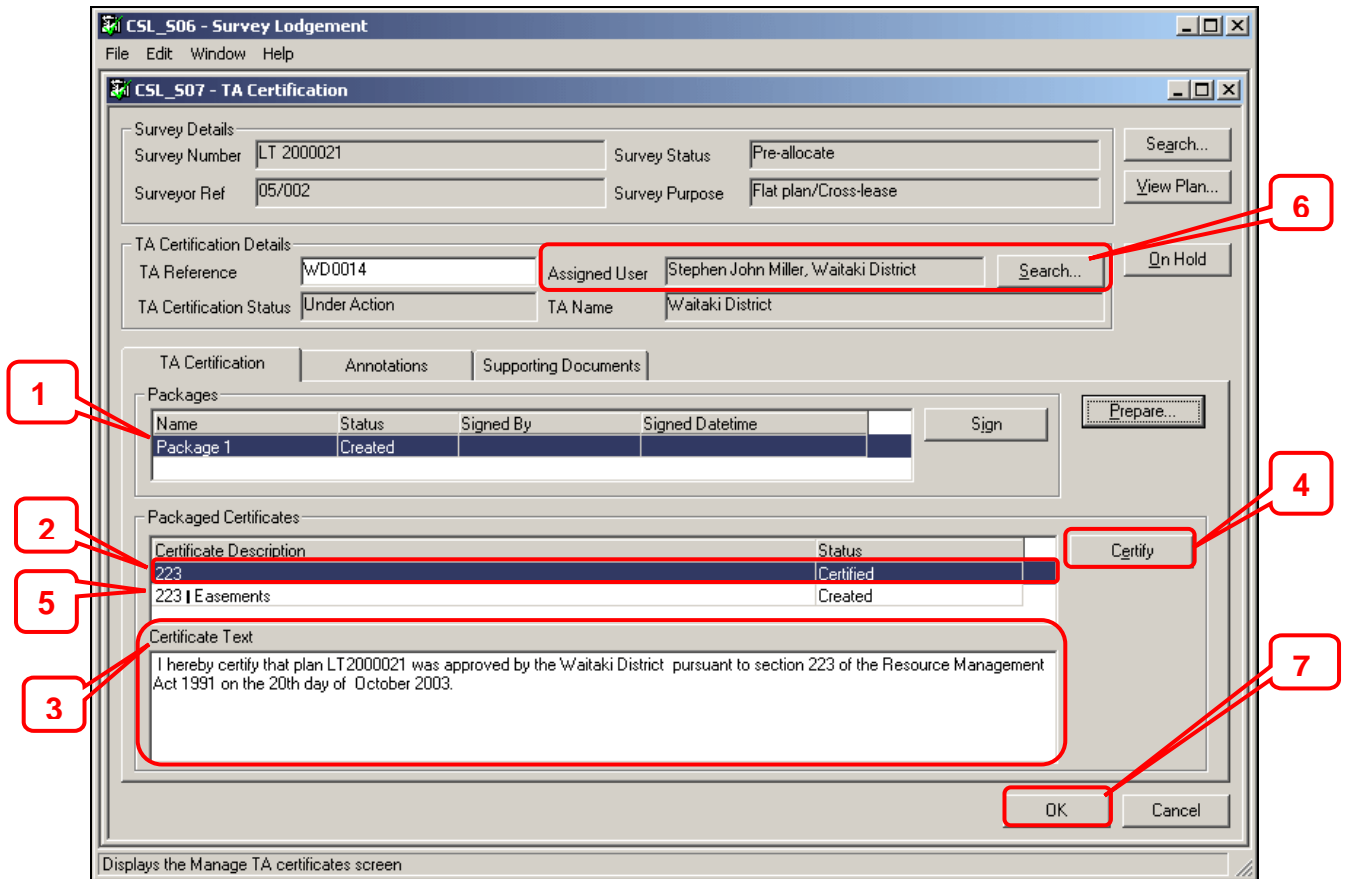 CSL_S06 - Survey Lodgement
File Edit Window Help
CSL_S07 - TA Certification
Survey Details
Survey Number LT 2000021 Survey Status Pre-allocate Search...
Surveyor Ref 05/002 Survey Purpose Flat plan/Cross-lease View Plan...
6
TA Certification Details
TA Reference WD0014 Assigned User Stephen John Miller, Waitaki District Search... On Hold
TA Certification Status Under Action TA Name Waitaki District
TA Certification Annotations Supporting Documents
1
Packages
Name Status Signed By Signed Datetime Sign Prepare...
Package 1 Created
4
Packaged Certificates
2
Certificate Description Status Certify
223 Certified
5
223 | Easements Created
Certificate Text
I hereby certify that plan LT2000021 was approved by the Waitaki District pursuant to section 223 of the Resource Management
Act 1991 on the 20th day of October 2003.
7
3
OK Cancel
Displays the Manage TA certificates screen